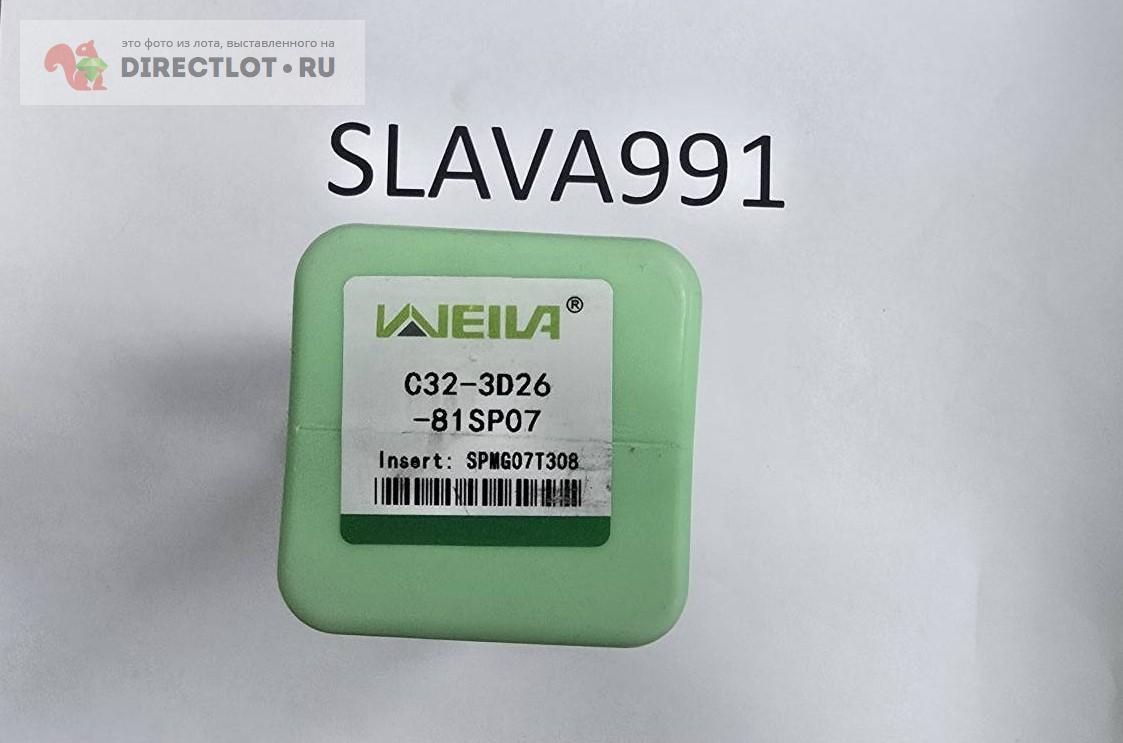 это фото из лота, выставленного на
DIRECTLOT•RU
SLAVA991
WEILA®
C32-3D26
-81SP07
Insert: SPMG07T308